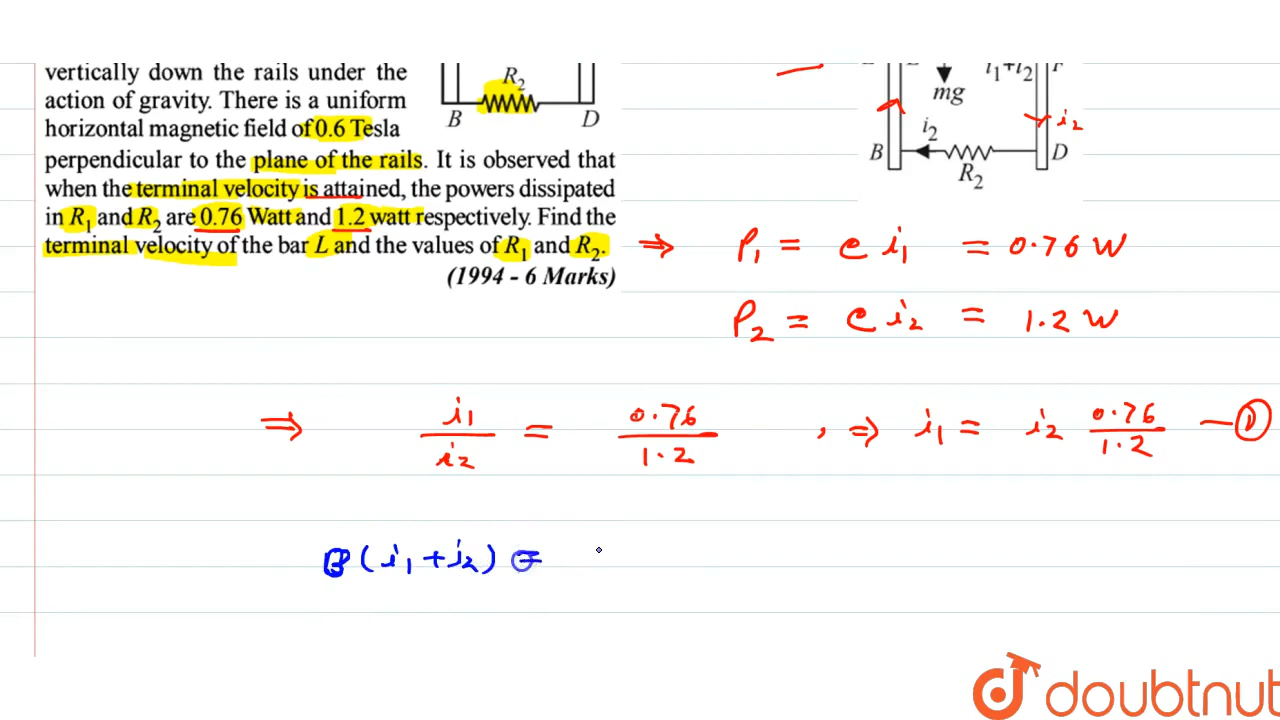 vertically down the rails under the
action of gravity. There is a uniform
horizontal magnetic field of 0.6 Tesla
perpendicular to the plane of the rails. It is observed that
when the terminal velocity is attained, the powers dissipated
in R₁ and R₂ are 0.76 Watt and 1.2 watt respectively. Find the
terminal velocity of the bar L and the values of R₁ and R₂.
(1994 - 6 Marks)
R₂
B D
i₁+i₂
mg
i₂ i₂
B D
R₂
⇒ P₁ = e i₁ = 0.76 W
P₂ = e i₂ = 1.2 W
⇒ i₁/i₂ = 0.76/1.2 , ⇒ i₁ = i₂ 0.76/1.2 — ①
B(i₁+i₂) =
doubtnut